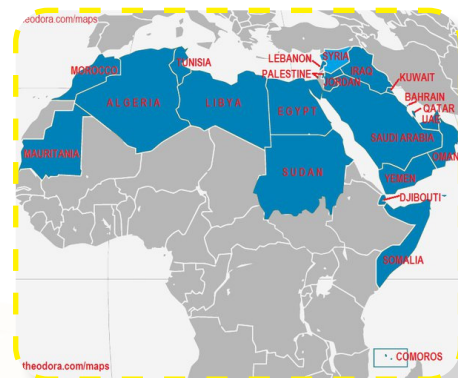 theodora.com/maps
MOROCCO
TUNISIA
LEBANON
SYRIA
PALESTINE
IRAQ
JORDAN
KUWAIT
ALGERIA
LIBYA
EGYPT
BAHRAIN
QATAR
UAE
SAUDI ARABIA
OMAN
MAURITANIA
SUDAN
YEMEN
DJIBOUTI
SOMALIA
COMOROS
theodora.com/maps